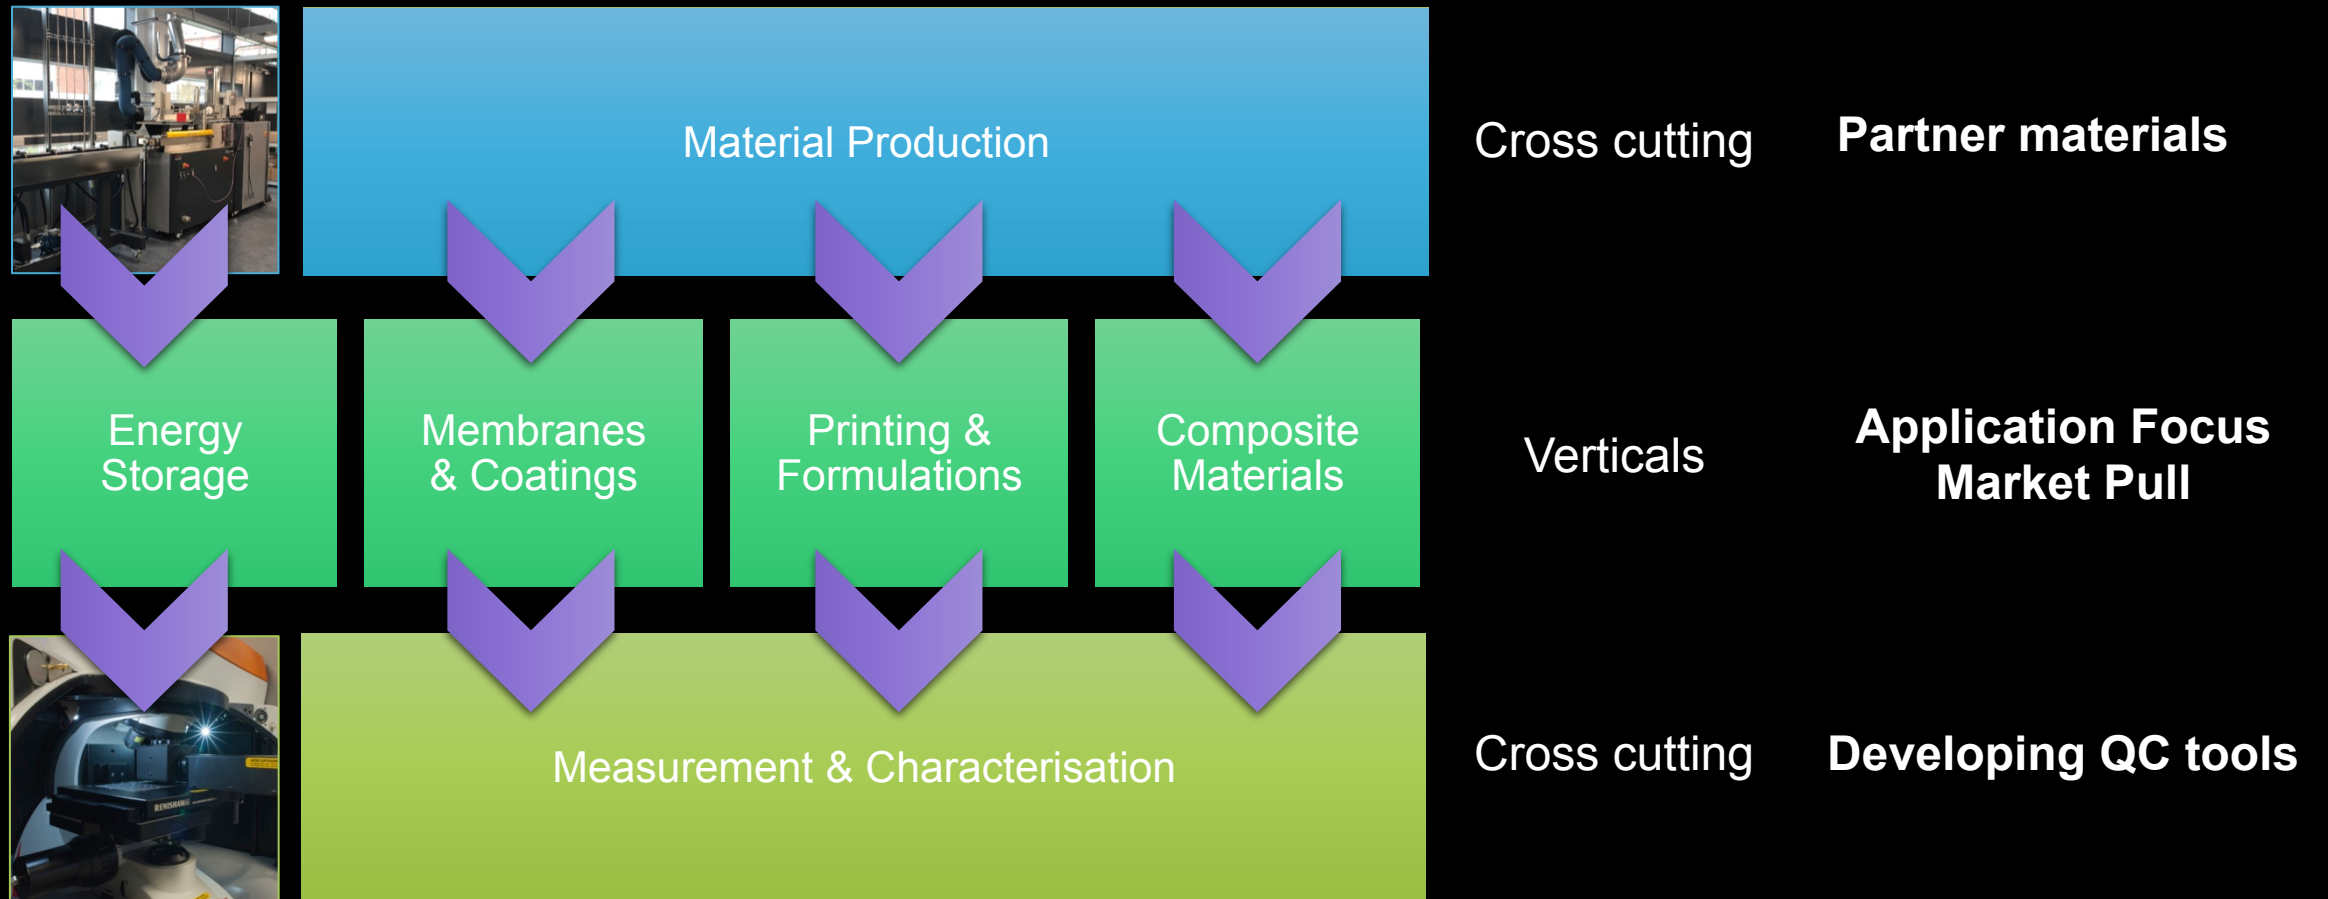 Material Production
Cross cutting
Partner materials
Energy
Storage
Membranes
& Coatings
Printing &
Formulations
Composite
Materials
Verticals
Application Focus
Market Pull
RENISHAW
Measurement & Characterisation
Cross cutting
Developing QC tools